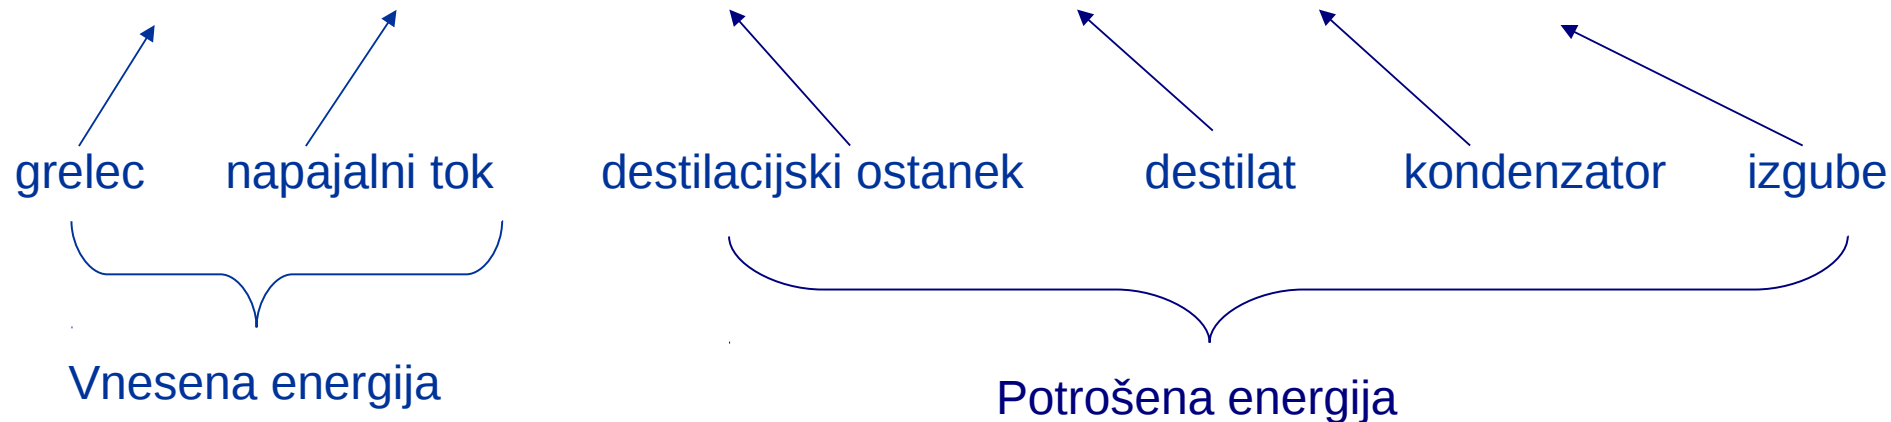 grelec napajalni tok destilacijski ostanek destilat kondenzator izgube
Vnesena energija
Potrošena energija